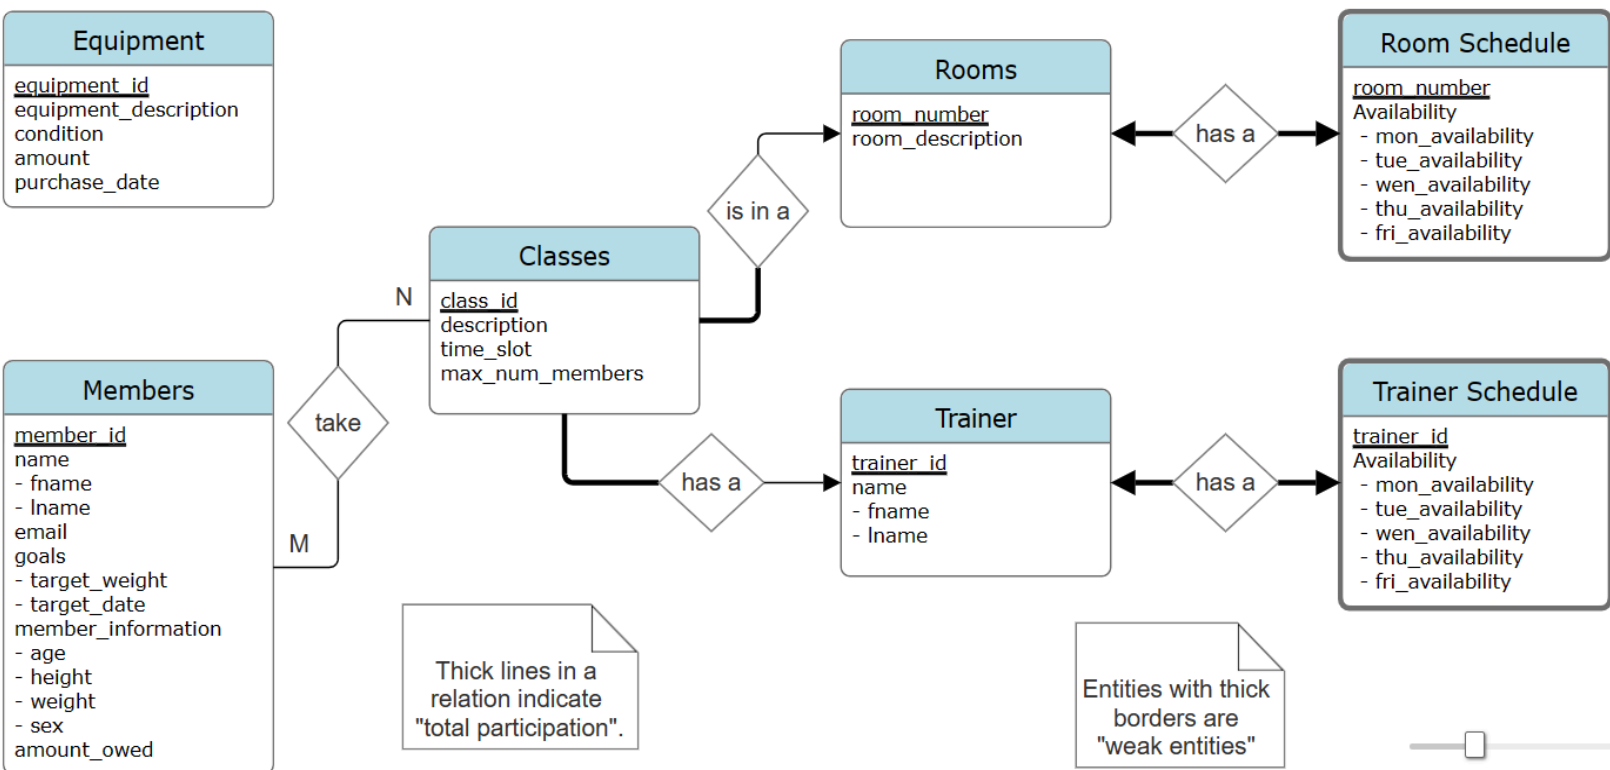 Equipment
equipment_id
equipment_description
condition
amount
purchase_date
Members
member_id
name
- fname
- lname
email
goals
- target_weight
- target_date
member_information
- age
- height
- weight
- sex
amount_owed
N
take
M
Classes
class_id
description
time_slot
max_num_members
is in a
has a
Rooms
room_number
room_description
Trainer
trainer_id
name
- fname
- lname
has a
has a
Room Schedule
room_number
Availability
- mon_availability
- tue_availability
- wen_availability
- thu_availability
- fri_availability
Trainer Schedule
trainer_id
Availability
- mon_availability
- tue_availability
- wen_availability
- thu_availability
- fri_availability
Thick lines in a
relation indicate
"total participation".
Entities with thick
borders are
"weak entities"